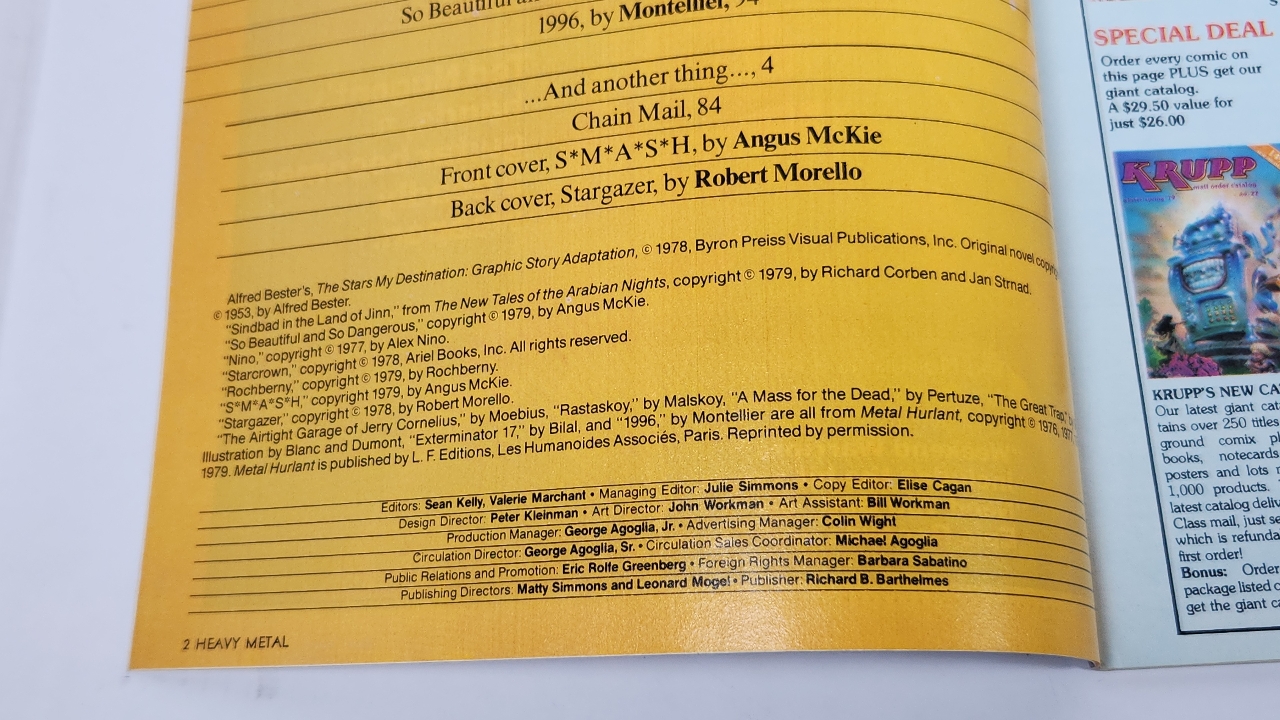 So Beautiful
1996, by Montellier, 94
...And another thing..., 4
Chain Mail, 84
Front cover, S*M*A*S*H, by Angus McKie
Back cover, Stargazer, by Robert Morello
Alfred Bester's, The Stars My Destination: Graphic Story Adaptation, © 1978, Byron Preiss Visual Publications, Inc. Original novel copy
© 1953, by Alfred Bester.
"Sindbad in the Land of Jinn," from The New Tales of the Arabian Nights, copyright © 1979, by Richard Corben and Jan Strnad.
"So Beautiful and So Dangerous," copyright © 1979, by Angus McKie.
"Nino," copyright © 1977, by Alex Nino.
"Starcrown," copyright © 1978, Ariel Books, Inc. All rights reserved.
"Rochberny," copyright © 1979, by Rochberny.
"S*M*A*S*H," copyright 1979, by Angus McKie.
"Stargazer," copyright © 1978, by Robert Morello.
"The Airtight Garage of Jerry Cornelius," by Moebius, "Rastaskoy," by Malskoy, "A Mass for the Dead," by Pertuze, "The Great Trap,"
Illustration by Blanc and Dumont, "Exterminator 17," by Bilal, and "1996," by Montellier are all from Metal Hurlant, copyright © 1976, 1977
1979. Metal Hurlant is published by L. F. Editions, Les Humanoides Associés, Paris. Reprinted by permission.
Editors: Sean Kelly, Valerie Marchant • Managing Editor: Julie Simmons • Copy Editor: Elise Cagan
Design Director: Peter Kleinman • Art Director: John Workman • Art Assistant: Bill Workman
Production Manager: George Agoglia, Jr. • Advertising Manager: Colin Wight
Circulation Director: George Agoglia, Sr. • Circulation Sales Coordinator: Michael Agoglia
Public Relations and Promotion: Eric Rolfe Greenberg • Foreign Rights Manager: Barbara Sabatino
Publishing Directors: Matty Simmons and Leonard Mogel • Publisher: Richard B. Barthelmes
2 HEAVY METAL
SPECIAL DEAL
Order every comic on
this page PLUS get our
giant catalog.
A $29.50 value for
just $26.00
KRUPP
mail order catalog
KRUPP'S NEW CA
Our latest giant cat
tains over 250 titles
ground comix p
books, notecards
posters and lots
1,000 products.
latest catalog deli
Class mail, just s
which is refunda
first order!
Bonus: Order
package listed
get the giant ca